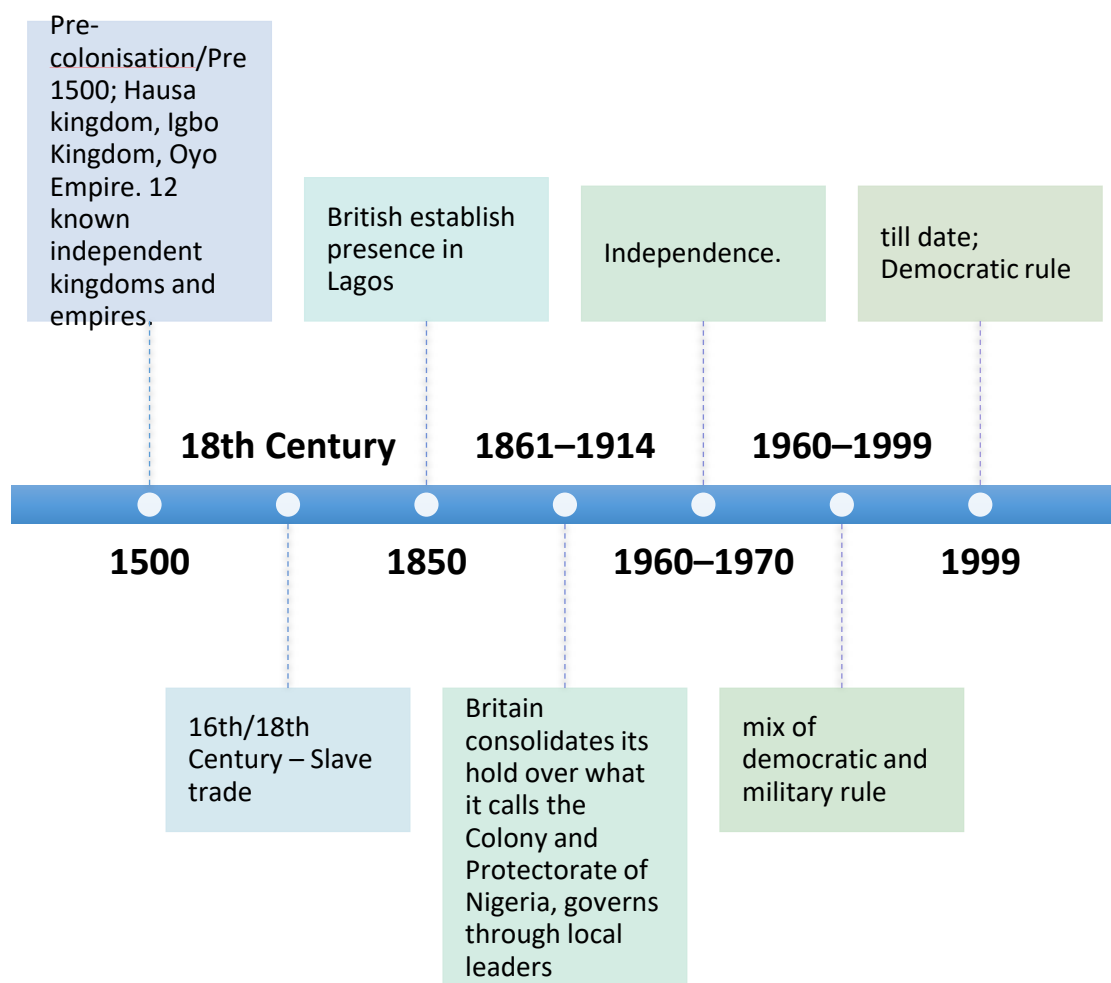 Pre-
colonisation/Pre
1500; Hausa
kingdom, Igbo
Kingdom, Oyo
Empire. 12
known
independent
kingdoms and
empires.
British establish
presence in
Lagos
Independence.
till date;
Democratic rule
18th Century
1861–1914
1960–1999
1500
1850
1960–1970
1999
16th/18th
Century – Slave
trade
Britain
consolidates its
hold over what
it calls the
Colony and
Protectorate of
Nigeria, governs
through local
leaders
mix of
democratic and
military rule